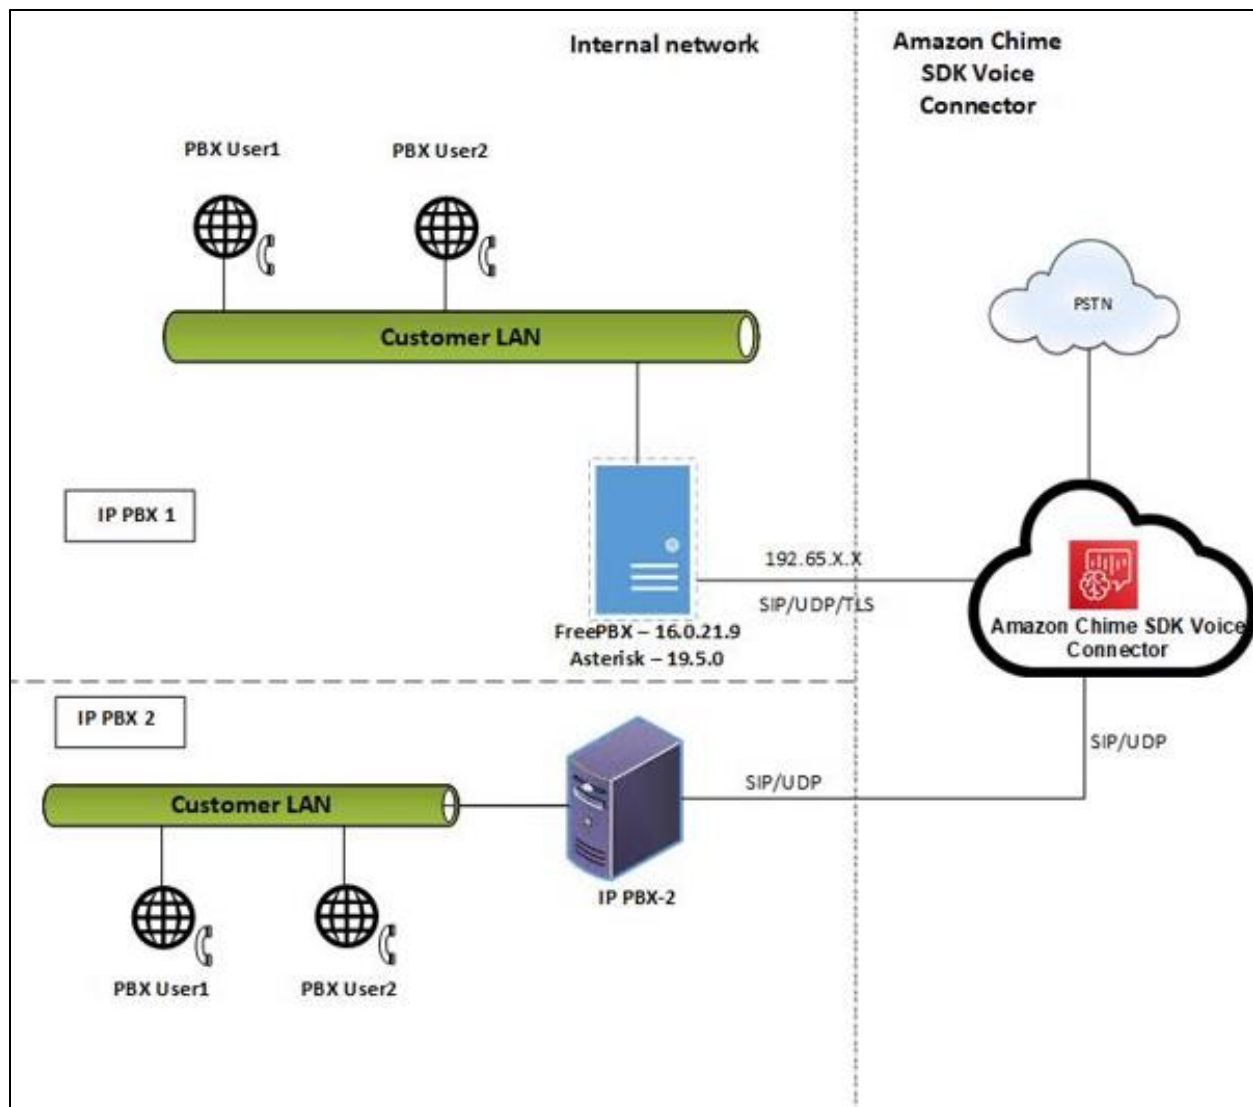 Internal network
Amazon Chime
SDK Voice
Connector
PBX User1
PBX User2
Customer LAN
PSTN
IP PBX 1
192.65.X.X
SIP/UDP/TLS
FreePBX – 16.0.21.9
Asterisk – 19.5.0
Amazon Chime SDK Voice
Connector
IP PBX 2
SIP/UDP
SIP/UDP
Customer LAN
IP PBX-2
PBX User1
PBX User2